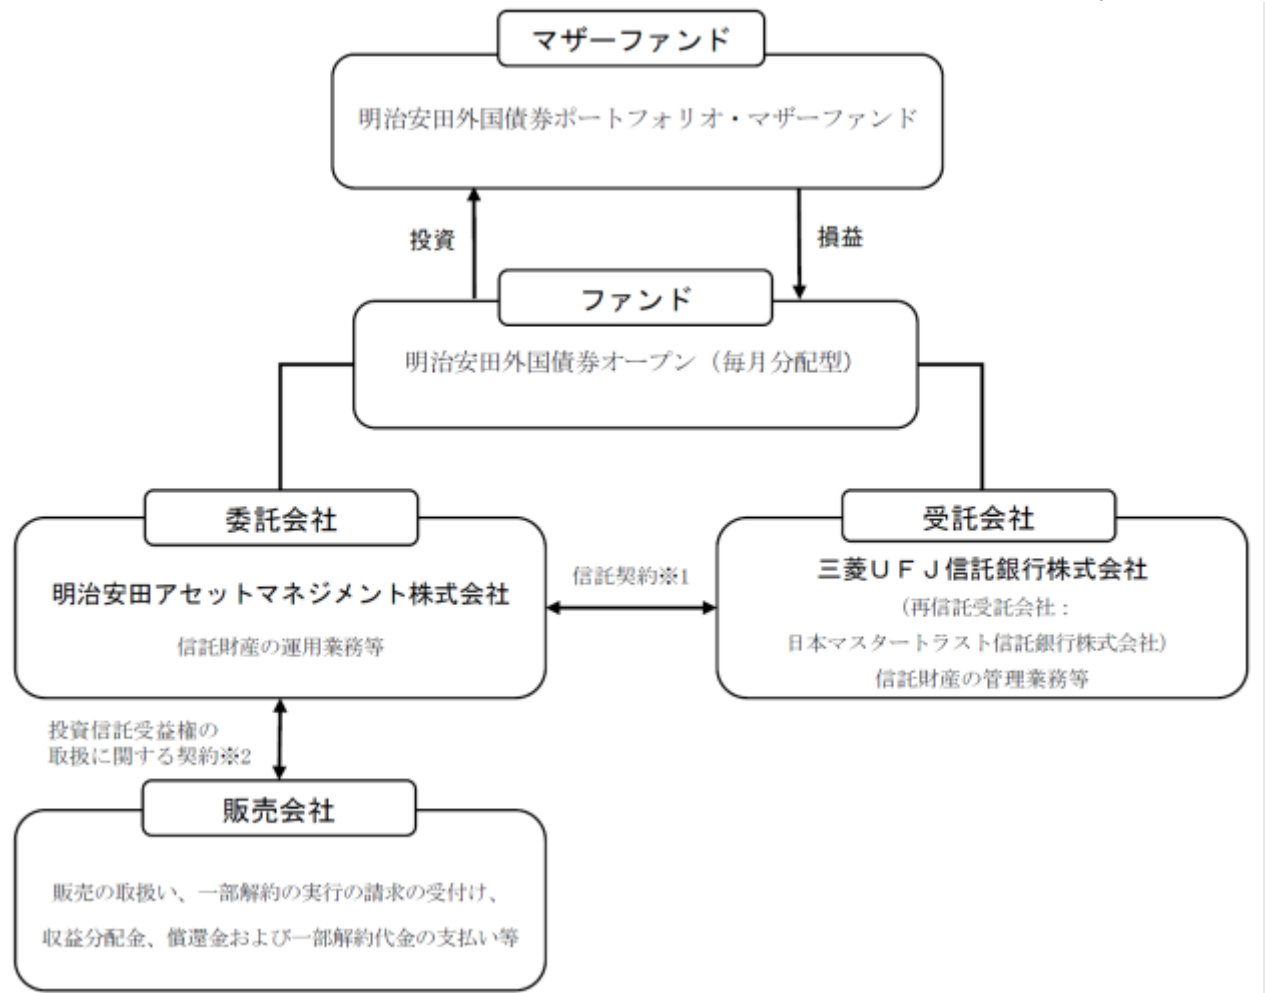 マザーファンド
明治安田外国債券ポートフォリオ・マザーファンド
投資
損益
ファンド
明治安田外国債券オープン（毎月分配型）
委託会社
明治安田アセットマネジメント株式会社
信託財産の運用業務等
信託契約※1
受託会社
三菱ＵＦＪ信託銀行株式会社
（再信託受託会社：
日本マスタートラスト信託銀行株式会社）
信託財産の管理業務等
投資信託受益権の
取扱に関する契約※2
販売会社
販売の取扱い、一部解約の実行の請求の受付け、
収益分配金、償還金および一部解約代金の支払い等